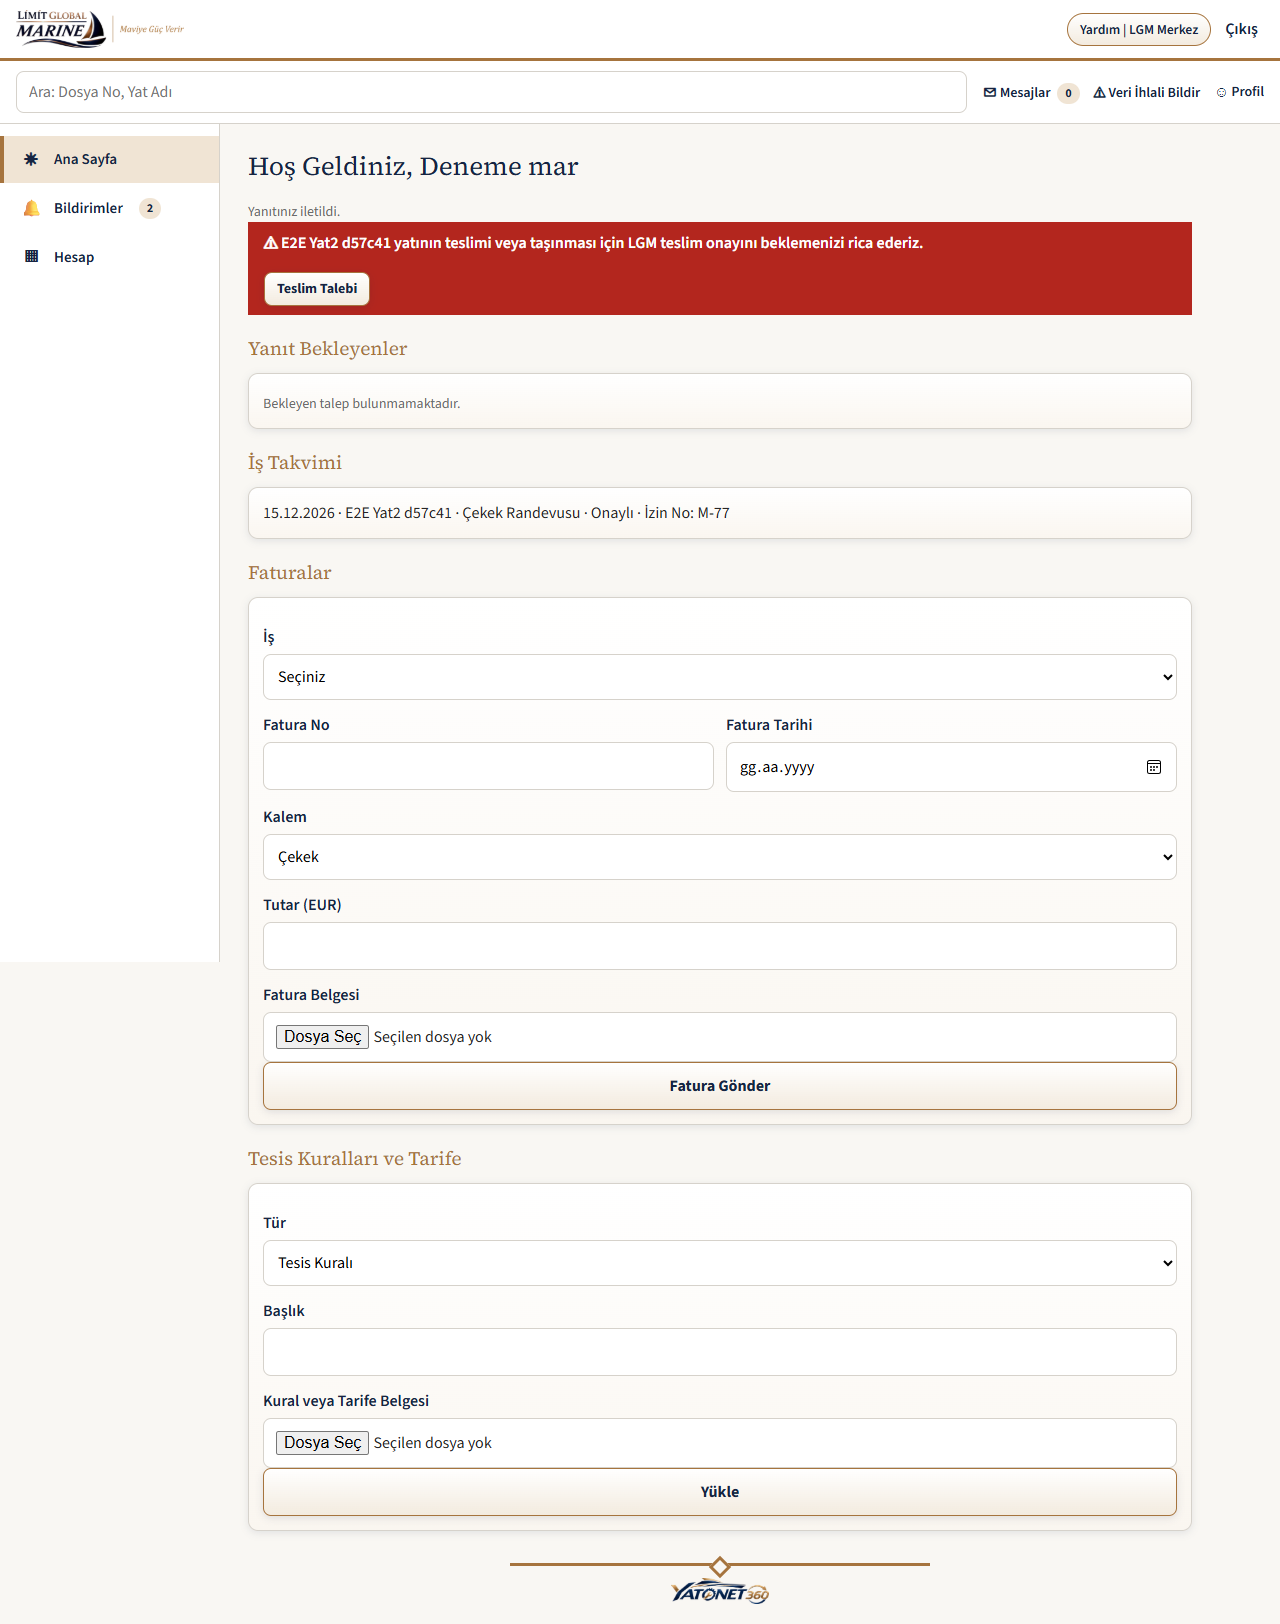 LİMİT GLOBAL
MARINE
Maviye Güç Verir
Yardım | LGM Merkez
Çıkış
Ara: Dosya No, Yat Adı
Mesajlar 0
Veri İhlali Bildir
Profil
Ana Sayfa
Bildirimler 2
Hesap
Hoş Geldiniz, Deneme mar
Yanıtınız iletildi.
E2E Yat2 d57c41 yatının teslimi veya taşınması için LGM teslim onayını beklemenizi rica ederiz.
Teslim Talebi
Yanıt Bekleyenler
Bekleyen talep bulunmamaktadır.
İş Takvimi
15.12.2026 · E2E Yat2 d57c41 · Çekek Randevusu · Onaylı · İzin No: M-77
Faturalar
İş
Seçiniz
Fatura No
Fatura Tarihi
gg.aa.yyyy
Kalem
Çekek
Tutar (EUR)
Fatura Belgesi
Dosya Seç Seçilen dosya yok
Fatura Gönder
Tesis Kuralları ve Tarife
Tür
Tesis Kuralı
Başlık
Kural veya Tarife Belgesi
Dosya Seç Seçilen dosya yok
Yükle
YATONET360